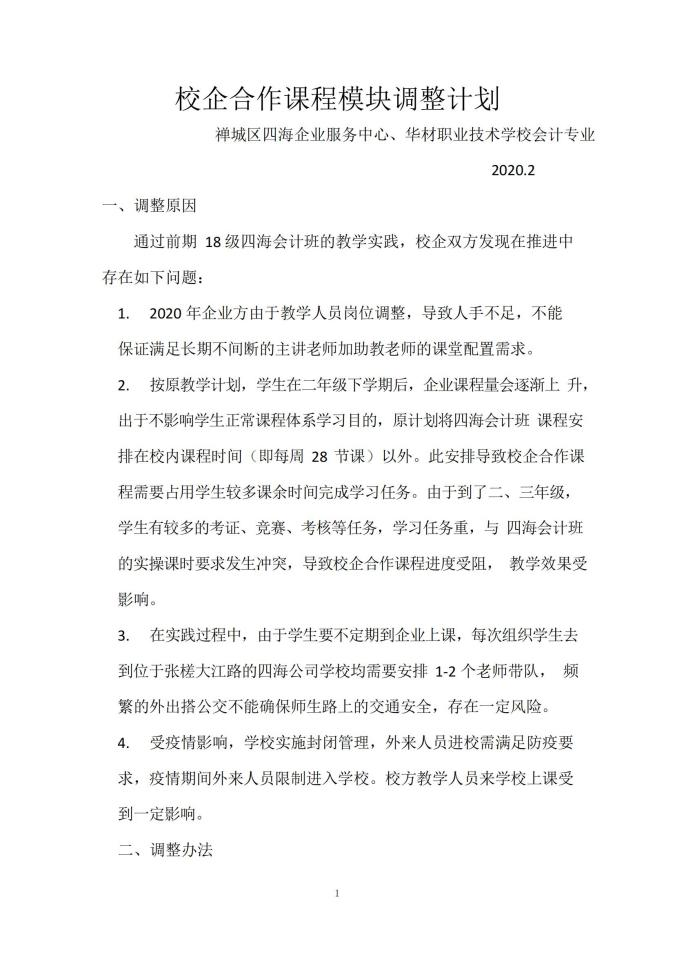 校企合作课程模块调整计划
禅城区四海企业服务中心、华材职业技术学校会计专业
2020.2
一、调整原因
通过前期 18 级四海会计班的教学实践，校企双方发现在推进中
存在如下问题：
1. 2020 年企业方由于教学人员岗位调整，导致人手不足，不能
保证满足长期不间断的主讲老师加助教老师的课堂配置需求。
2. 按原教学计划，学生在二年级下学期后，企业课程量会逐渐上 升，
出于不影响学生正常课程体系学习目的，原计划将四海会计班 课程安
排在校内课程时间（即每周 28 节课）以外。此安排导致校企合作课
程需要占用学生较多课余时间完成学习任务。由于到了二、三年级，
学生有较多的考证、竞赛、考核等任务，学习任务重，与 四海会计班
的实操课时要求发生冲突，导致校企合作课程进度受阻， 教学效果受
影响。
3. 在实践过程中，由于学生要不定期到企业上课，每次组织学生去
到位于张槎大江路的四海公司学校均需要安排 1-2 个老师带队， 频
繁的外出搭公交不能确保师生路上的交通安全，存在一定风险。
4. 受疫情影响，学校实施封闭管理，外来人员进校需满足防疫要
求，疫情期间外来人员限制进入学校。校方教学人员来学校上课受
到一定影响。
二、调整办法
1